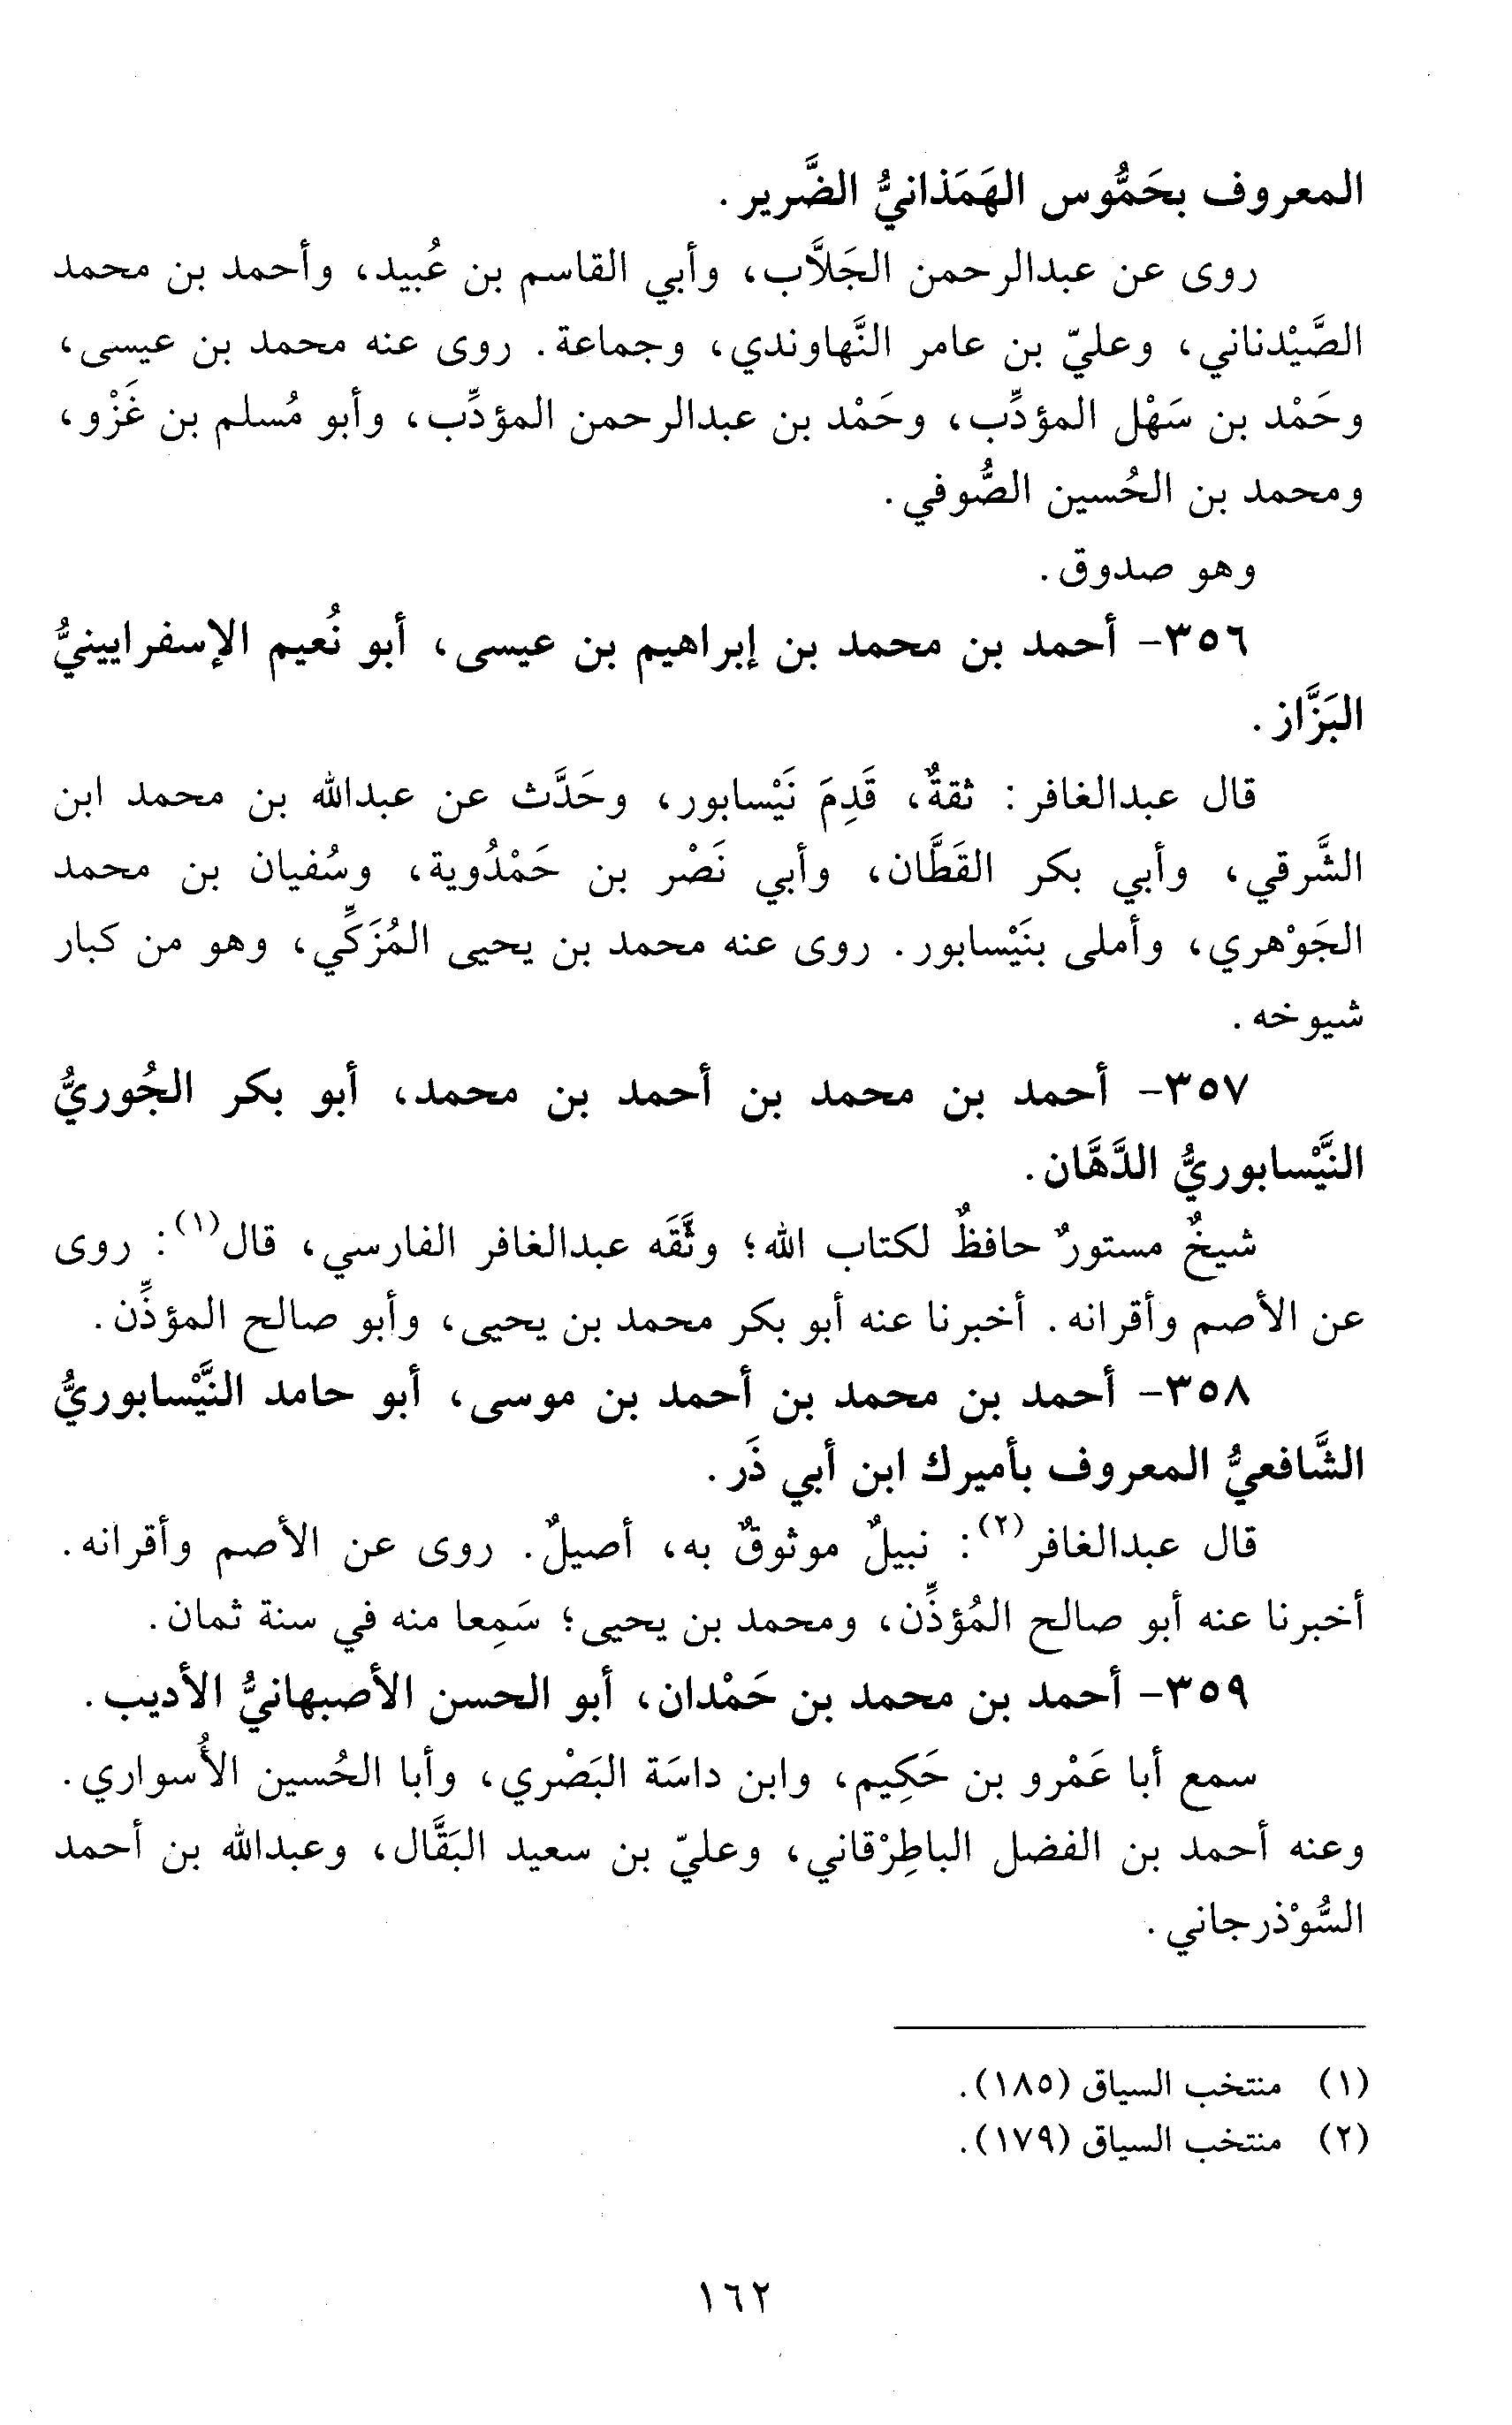 المعروف بحَمُّوس الهَمَذانيُّ الضَّرير.
روى عن عبدالرحمن الجَلاَّب، وأبي القاسم بن عُبيد، وأحمد بن محمد
الصَّيْدناني، وعليّ بن عامر النَّهاوندي، وجماعة. روى عنه محمد بن عيسى،
وحَمْد بن سَهْل المؤدِّب، وحَمْد بن عبدالرحمن المؤدِّب، وأبو مُسلم بن غَزْو،
ومحمد بن الحُسين الصُّوفي.
وهو صدوق.
٣٥٦- أحمد بن محمد بن إبراهيم بن عيسى، أبو نُعيم الإسفرايينيُّ
البَزَّاز.
قال عبدالغافر: ثقةٌ، قَدِمَ نَيْسابور، وحَدَّث عن عبدالله بن محمد ابن
الشَّرقي، وأبي بكر القَطَّان، وأبي نَصْر بن حَمْدُوية، وسُفيان بن محمد
الجَوْهري، وأملى بنَيْسابور. روى عنه محمد بن يحيى المُزَكِّي، وهو من كبار
شيوخه.
٣٥٧- أحمد بن محمد بن أحمد بن محمد، أبو بكر الجُوريُّ
النَّيْسابوريُّ الدَّهَّان.
شيخٌ مستورٌ حافظٌ لكتاب الله؛ وثَّقَه عبدالغافر الفارسي، قال(١): روى
عن الأصم وأقرانه. أخبرنا عنه أبو بكر محمد بن يحيى، وأبو صالح المؤذِّن.
٣٥٨- أحمد بن محمد بن أحمد بن موسى، أبو حامد النَّيْسابوريُّ
الشَّافعيُّ المعروف بأميرك ابن أبي ذَر.
قال عبدالغافر(٢): نبيلٌ موثوقٌ به، أصيلٌ. روى عن الأصم وأقرانه.
أخبرنا عنه أبو صالح المُؤذِّن، ومحمد بن يحيى؛ سَمِعا منه في سنة ثمان.
٣٥٩- أحمد بن محمد بن حَمْدان، أبو الحسن الأصبهانيُّ الأديب.
سمع أبا عَمْرو بن حَكِيم، وابن داسَة البَصْري، وأبا الحُسين الأُسواري.
وعنه أحمد بن الفضل الباطِرْقاني، وعليّ بن سعيد البَقَّال، وعبدالله بن أحمد
السُّوْذرجاني.
(١) منتخب السياق (١٨٥).
(٢) منتخب السياق (١٧٩).
١٦٢